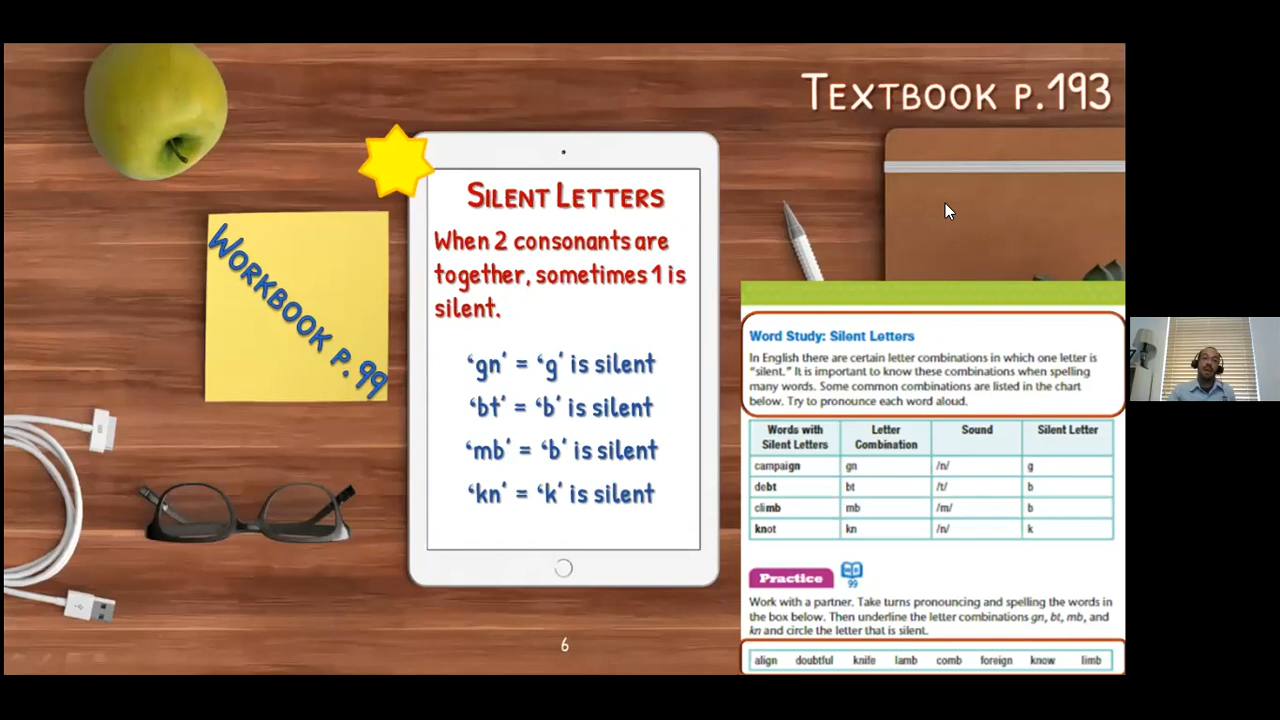 TEXTBOOK P.193
WORKBOOK P. 99
SILENT LETTERS
When 2 consonants are
together, sometimes 1 is
silent.
‘gn’ = ‘g’ is silent
‘bt’ = ‘b’ is silent
‘mb’ = ‘b’ is silent
‘kn’ = ‘k’ is silent
6
Word Study: Silent Letters
In English there are certain letter combinations in which one letter is
"silent." It is important to know these combinations when spelling
many words. Some common combinations are listed in the chart
below. Try to pronounce each word aloud.
Words with Silent Letters Letter Combination Sound Silent Letter
campaign gn /n/ g
debt bt /t/ b
climb mb /m/ b
knot kn /n/ k
Practice 99
Work with a partner. Take turns pronouncing and spelling the words in
the box below. Then underline the letter combinations gn, bt, mb, and
kn and circle the letter that is silent.
align doubtful knife lamb comb foreign know limb